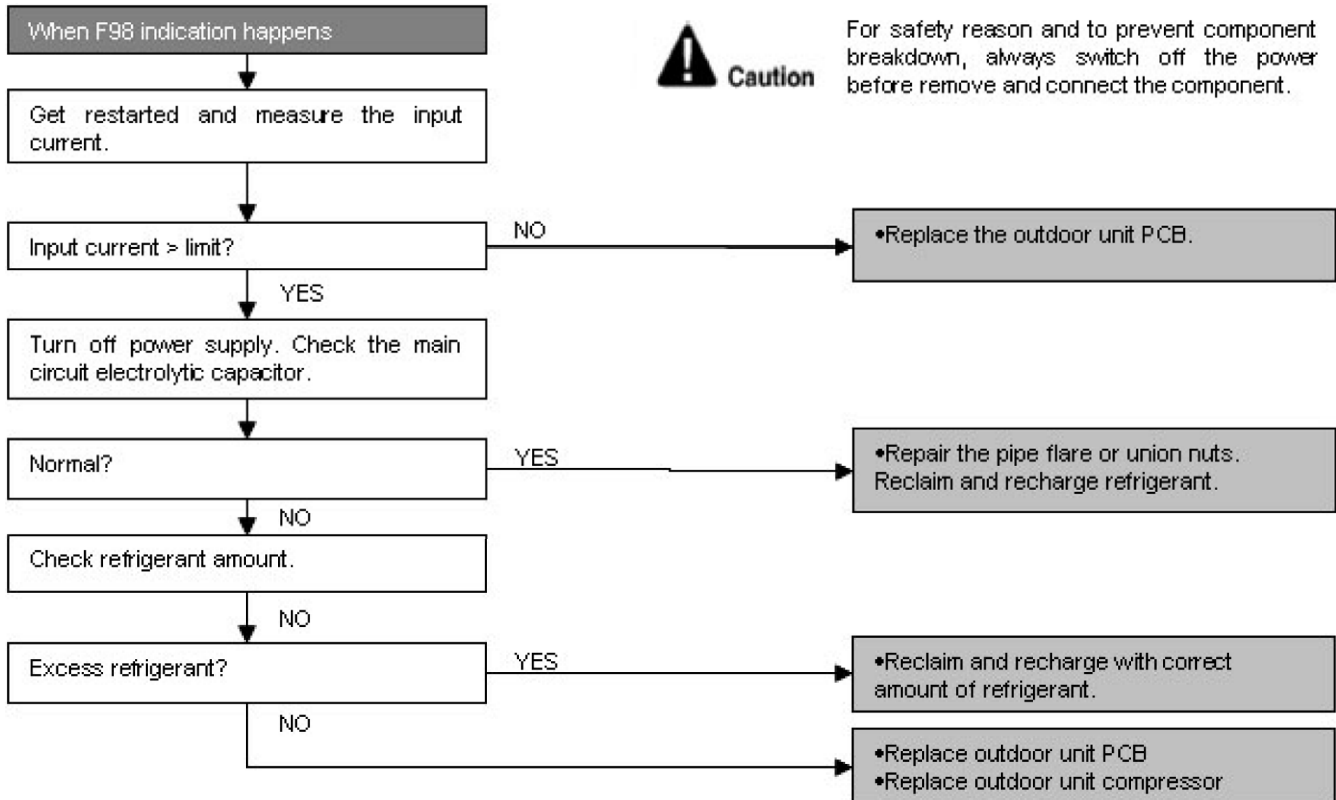 When F98 indication happens
For safety reason and to prevent component
breakdown, always switch off the power
before remove and connect the component.
Caution
Get restarted and measure the input
current.
Input current > limit?
NO
•Replace the outdoor unit PCB.
YES
Turn off power supply. Check the main
circuit electrolytic capacitor.
Normal?
YES
•Repair the pipe flare or union nuts.
Reclaim and recharge refrigerant.
NO
Check refrigerant amount.
NO
Excess refrigerant?
YES
•Reclaim and recharge with correct
amount of refrigerant.
NO
•Replace outdoor unit PCB
•Replace outdoor unit compressor